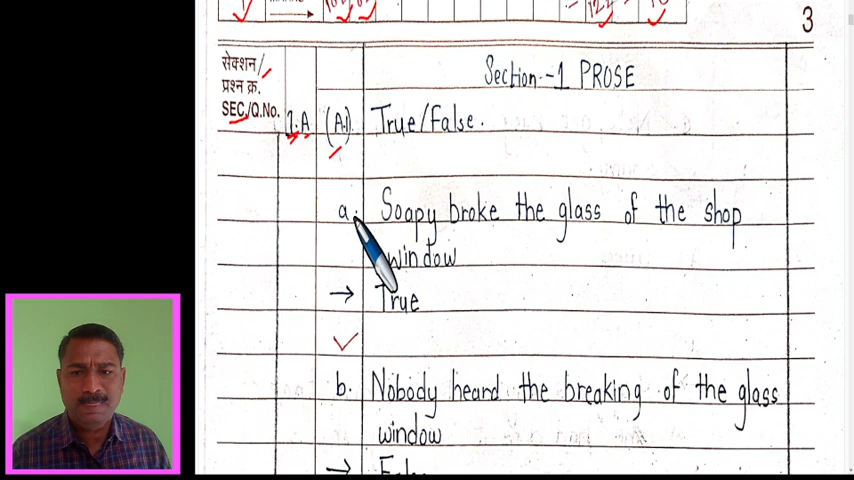 3
सेक्शन/
प्रश्न क्र.
SEC./Q.No.
Section-1 PROSE
1.A (A1) True/False.
a. Soapy broke the glass of the shop
window
→ True
b. Nobody heard the breaking of the glass
window
→ False